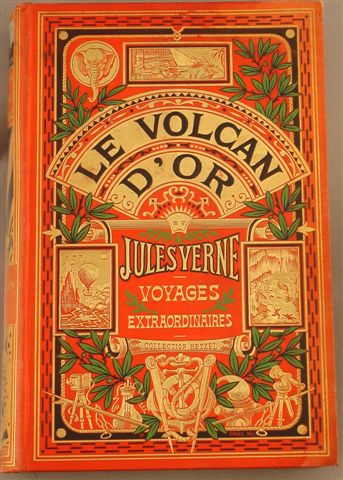 LE VOLCAN
D'OR
JULES VERNE
VOYAGES
EXTRAORDINAIRES
COLLECTION HETZEL